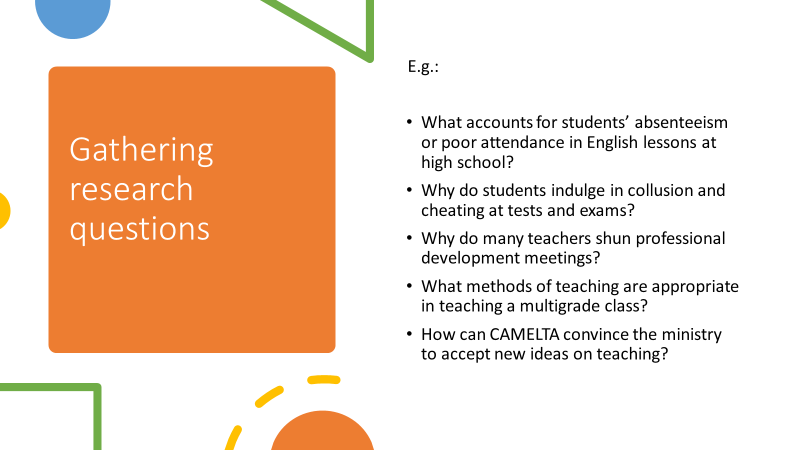 Gathering
research
questions
E.g.:
• What accounts for students’ absenteeism
or poor attendance in English lessons at
high school?
• Why do students indulge in collusion and
cheating at tests and exams?
• Why do many teachers shun professional
development meetings?
• What methods of teaching are appropriate
in teaching a multigrade class?
• How can CAMELTA convince the ministry
to accept new ideas on teaching?